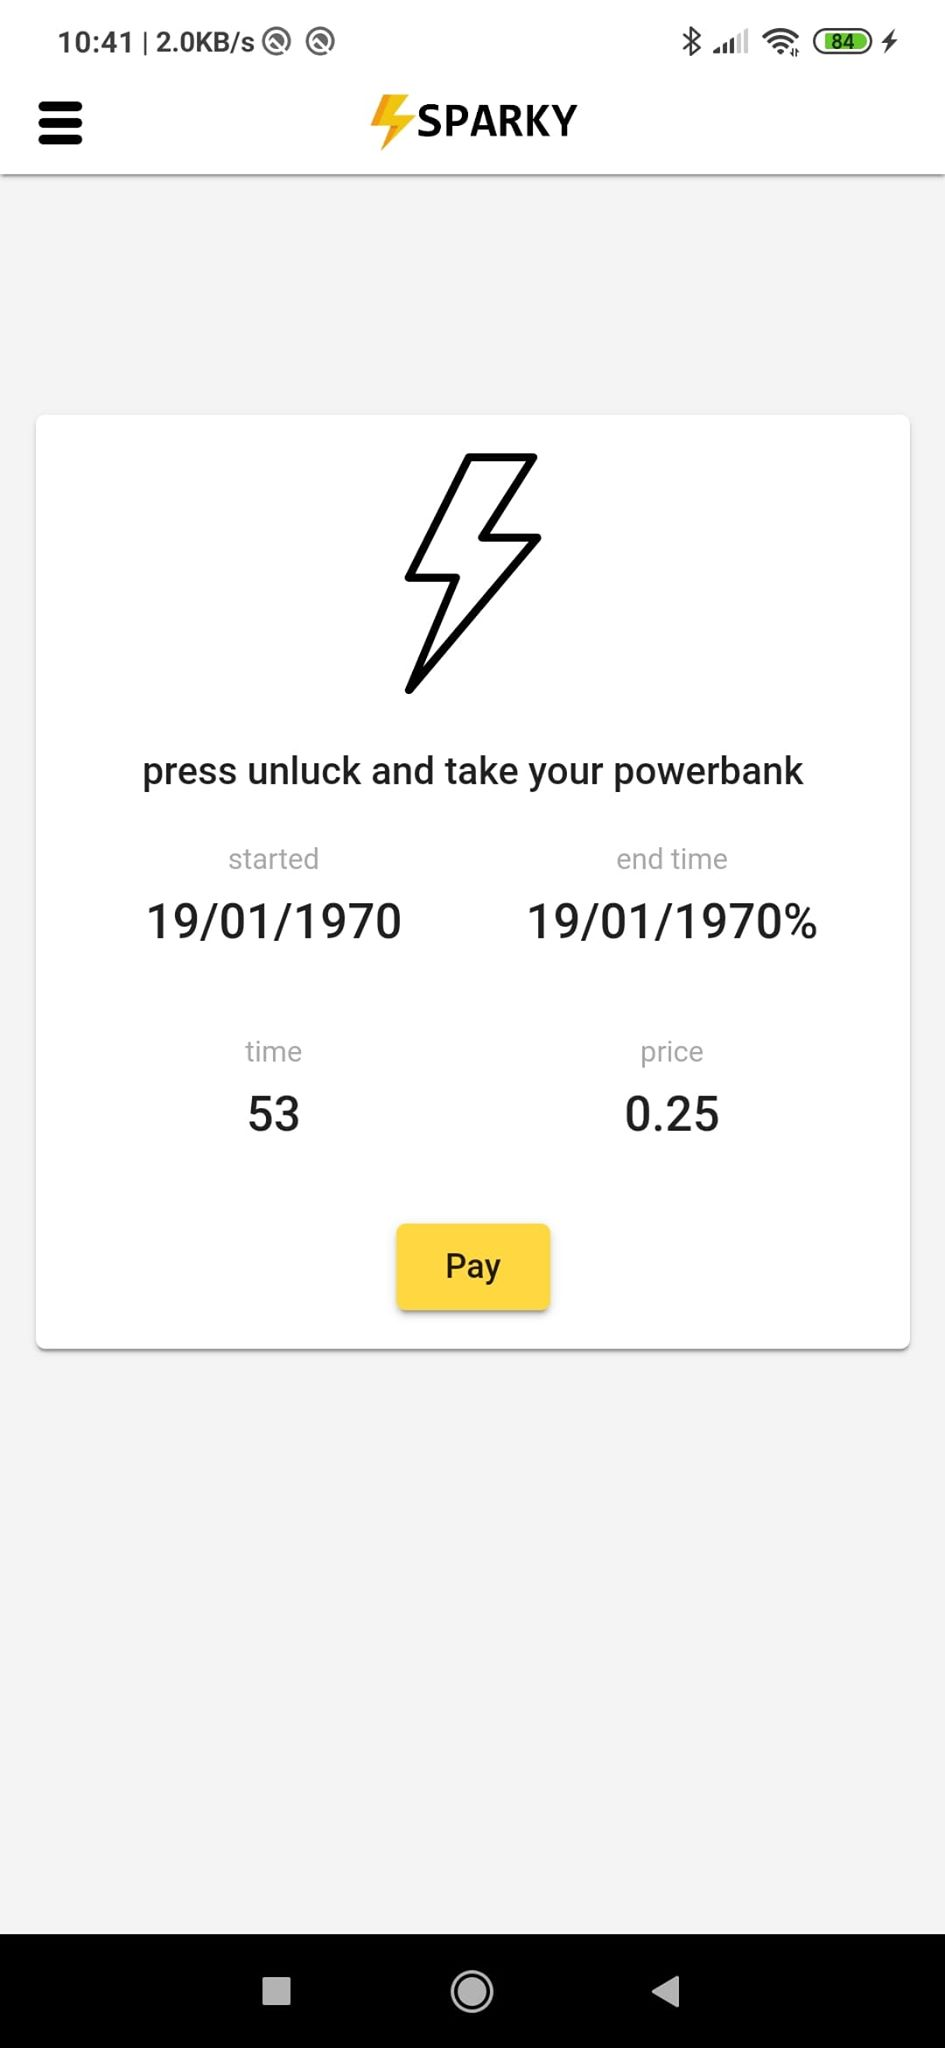 10:41 | 2.0KB/s 84
SPARKY
press unluck and take your powerbank
started end time
19/01/1970 19/01/1970%
time price
53 0.25
Pay